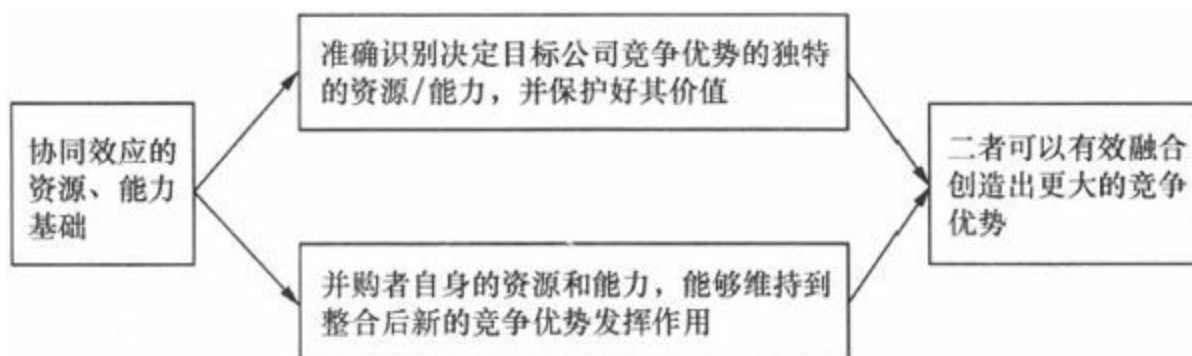 准确识别决定目标公司竞争优势的独特
的资源/能力，并保护好其价值
协同效应的
资源、能力
基础
二者可以有效融合
创造出更大的竞争
优势
并购者自身的资源和能力，能够维持到
整合后新的竞争优势发挥作用